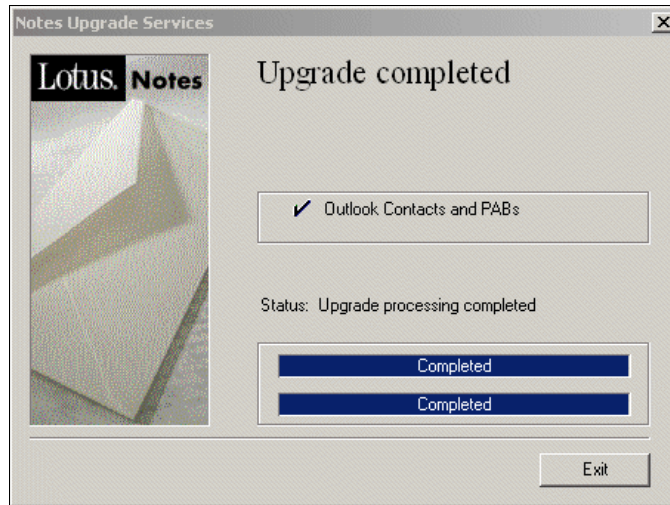 Notes Upgrade Services
Lotus. Notes
Upgrade completed
Outlook Contacts and PABs
Status: Upgrade processing completed
Completed
Completed
Exit